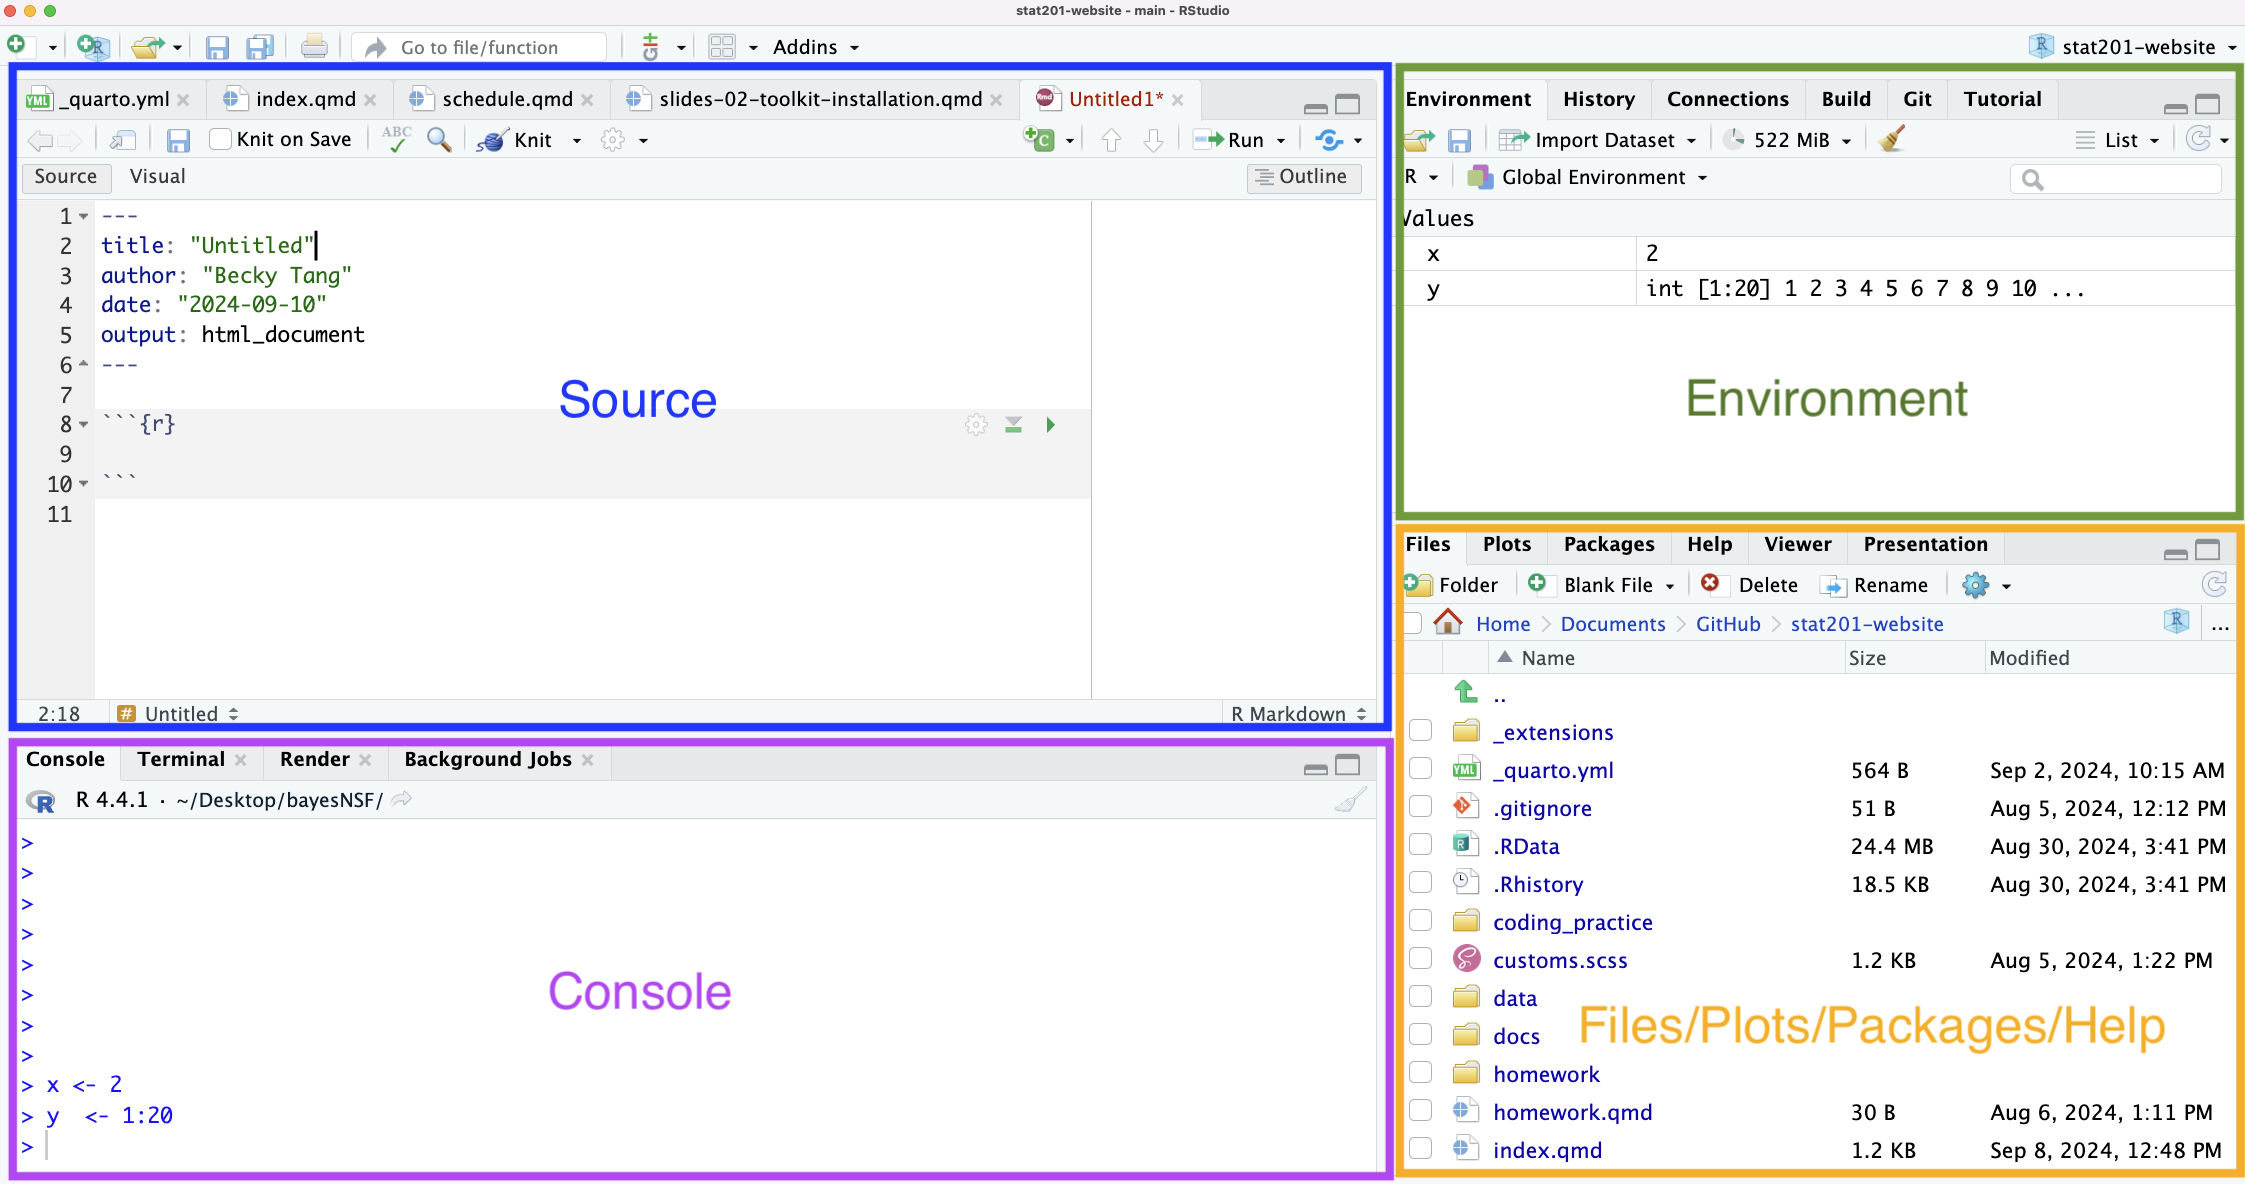 stat201-website - main - RStudio
Go to file/function
Git
Addins
stat201-website
_quarto.yml
index.qmd
schedule.qmd
slides-02-toolkit-installation.qmd
Untitled1*
Knit on Save
ABC
Knit
Run
Source
Visual
Outline
1 ---
2 title: "Untitled"
3 author: "Becky Tang"
4 date: "2024-09-10"
5 output: html_document
6 ---
7
8 ```{r}
9
10 ```
11
Source
2:18
# Untitled
R Markdown
Console
Terminal
Render
Background Jobs
R 4.4.1 · ~/Desktop/bayesNSF/
>
>
>
>
>
>
>
>
> x <- 2
> y  <- 1:20
>
Console
Environment
History
Connections
Build
Git
Tutorial
Import Dataset
522 MiB
List
R
Global Environment
Values
x 2
y int [1:20] 1 2 3 4 5 6 7 8 9 10 ...
Environment
Files
Plots
Packages
Help
Viewer
Presentation
Folder
Blank File
Delete
Rename
Home > Documents > GitHub > stat201-website
...
Name Size Modified
..
_extensions
_quarto.yml 564 B Sep 2, 2024, 10:15 AM
.gitignore 51 B Aug 5, 2024, 12:12 PM
.RData 24.4 MB Aug 30, 2024, 3:41 PM
.Rhistory 18.5 KB Aug 30, 2024, 3:41 PM
coding_practice
customs.scss 1.2 KB Aug 5, 2024, 1:22 PM
data
docs
Files/Plots/Packages/Help
homework
homework.qmd 30 B Aug 6, 2024, 1:11 PM
index.qmd 1.2 KB Sep 8, 2024, 12:48 PM